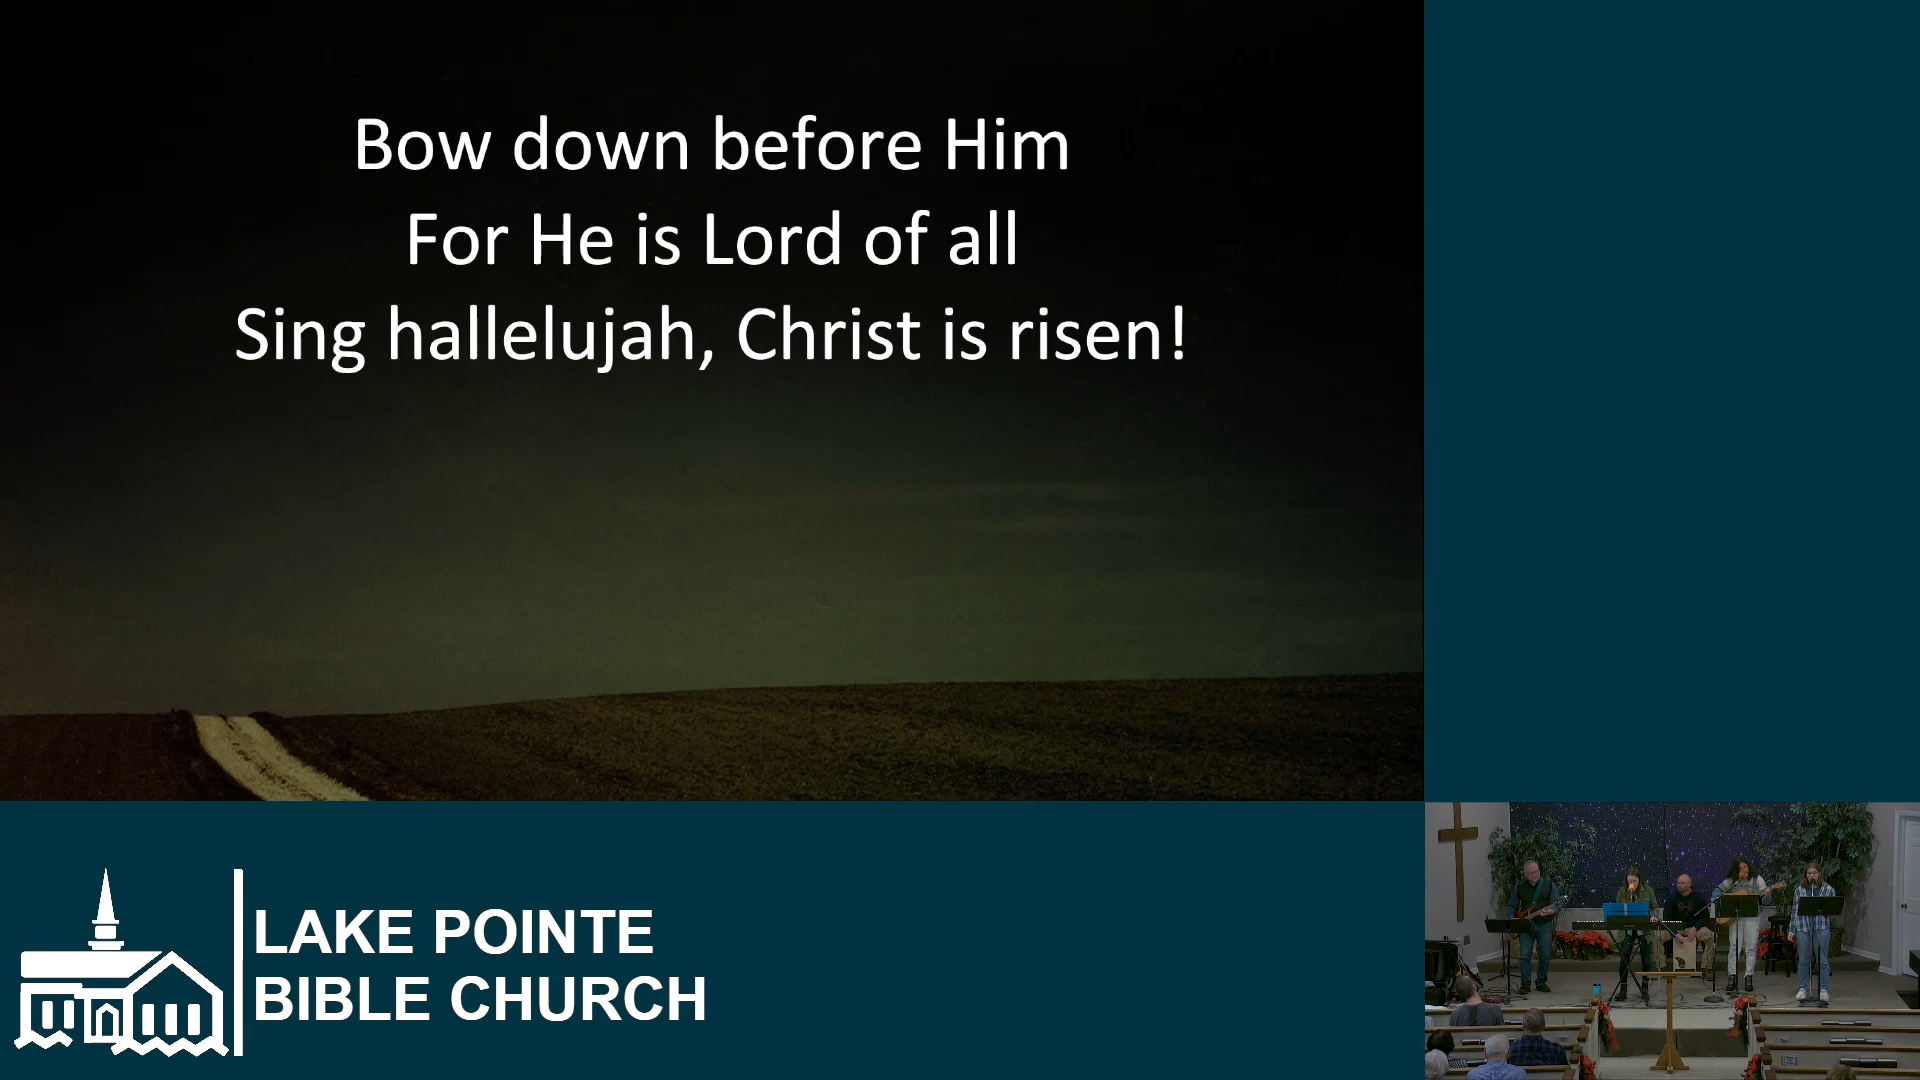 Bow down before Him
For He is Lord of all
Sing hallelujah, Christ is risen!
LAKE POINTE
BIBLE CHURCH